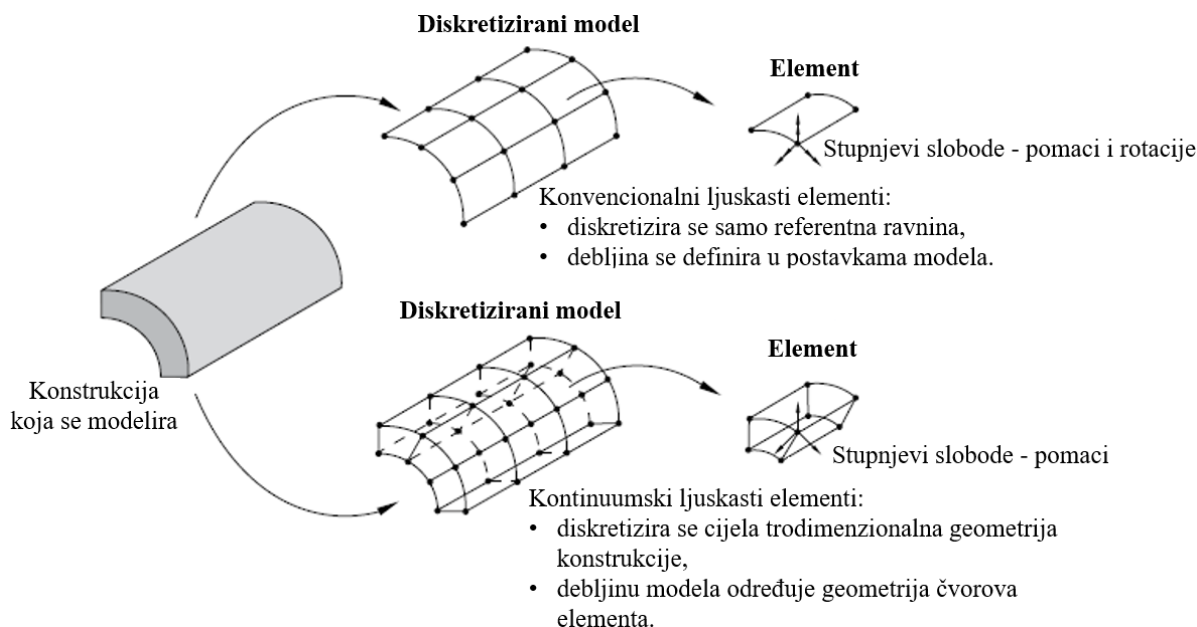 Diskretizirani model
Element
Stupnjevi slobode - pomaci i rotacije
Konvencionalni ljuskasti elementi:
• diskretizira se samo referentna ravnina,
• debljina se definira u postavkama modela.
Konstrukcija
koja se modelira
Diskretizirani model
Element
Stupnjevi slobode - pomaci
Kontinuumski ljuskasti elementi:
• diskretizira se cijela trodimenzionalna geometrija
konstrukcije,
• debljinu modela određuje geometrija čvorova
elementa.